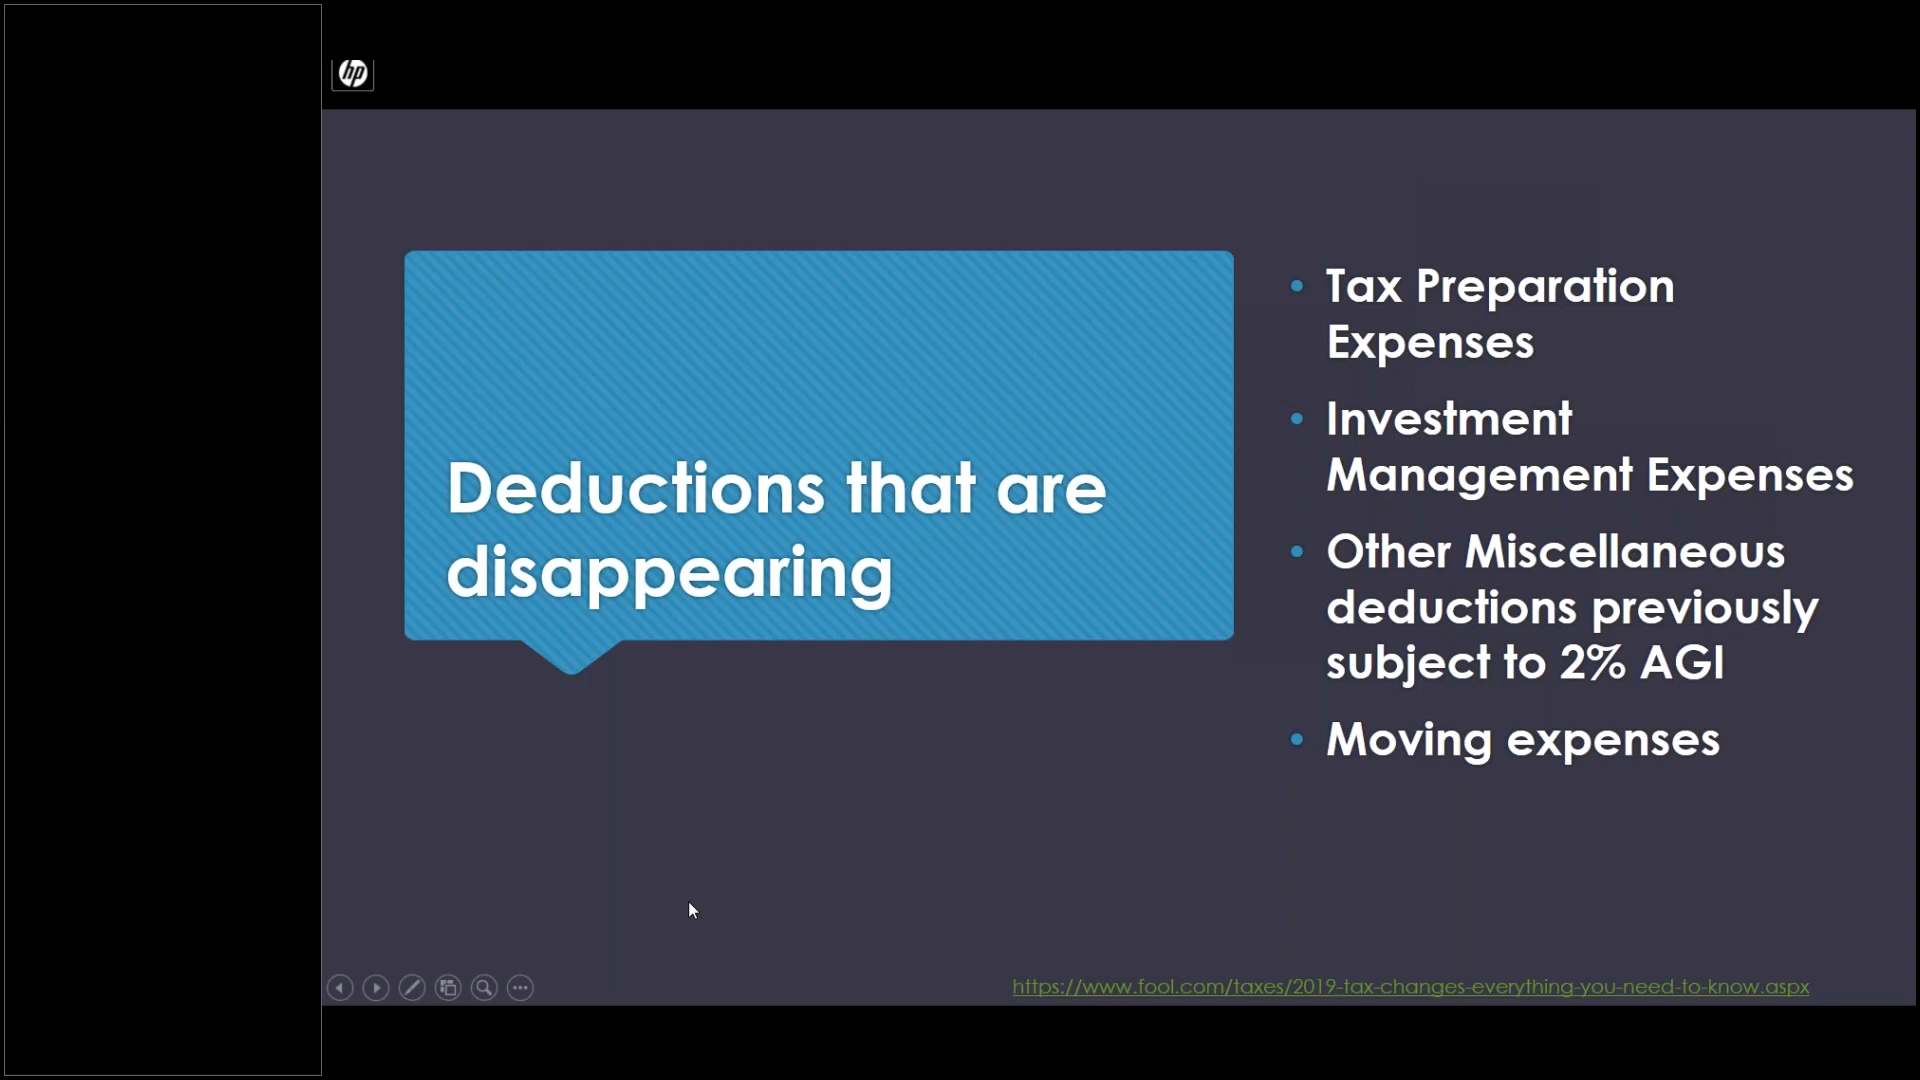 hp
Deductions that are
disappearing
• Tax Preparation
Expenses
• Investment
Management Expenses
• Other Miscellaneous
deductions previously
subject to 2% AGI
• Moving expenses
https://www.fool.com/taxes/2019-tax-changes-everything-you-need-to-know.aspx